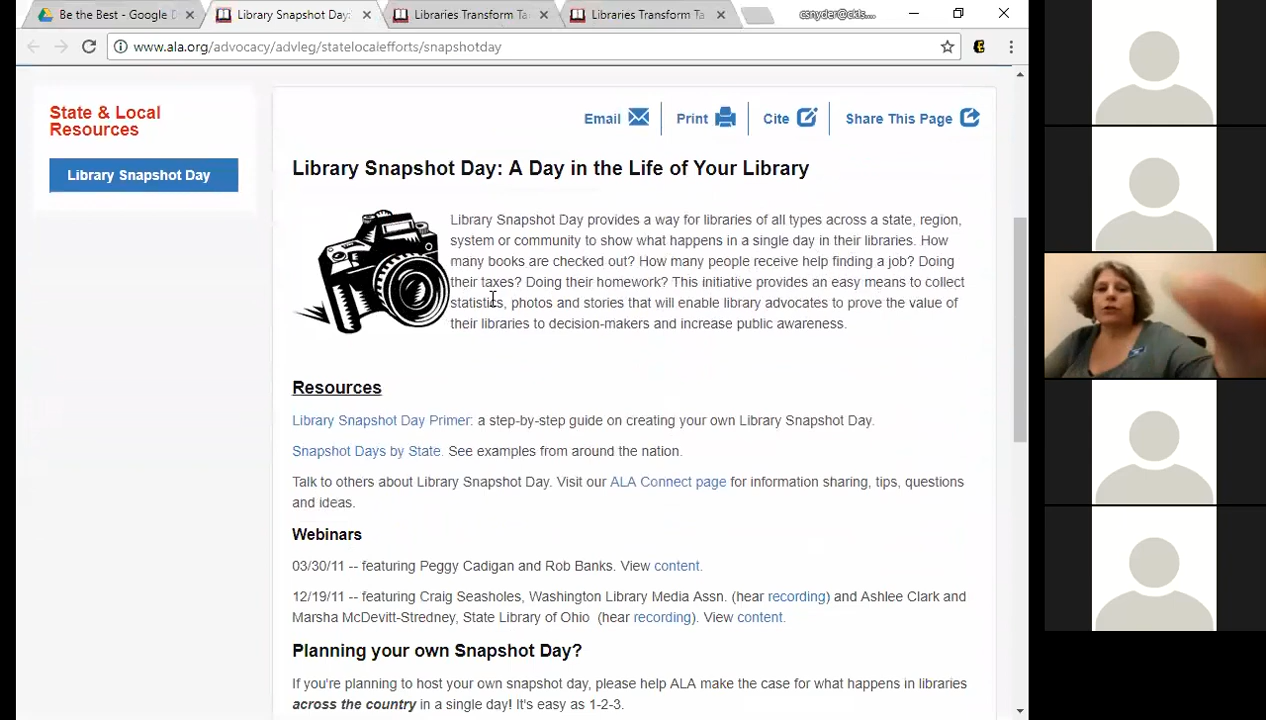 Be the Best - Google D
Library Snapshot Day:
Libraries Transform Ta
Libraries Transform Ta
csnyder@ckts...
www.ala.org/advocacy/advleg/statelocalefforts/snapshotday
State & Local
Resources
Library Snapshot Day
Email
Print
Cite
Share This Page
Library Snapshot Day: A Day in the Life of Your Library
Library Snapshot Day provides a way for libraries of all types across a state, region,
system or community to show what happens in a single day in their libraries. How
many books are checked out? How many people receive help finding a job? Doing
their taxes? Doing their homework? This initiative provides an easy means to collect
statistics, photos and stories that will enable library advocates to prove the value of
their libraries to decision-makers and increase public awareness.
Resources
Library Snapshot Day Primer: a step-by-step guide on creating your own Library Snapshot Day.
Snapshot Days by State. See examples from around the nation.
Talk to others about Library Snapshot Day. Visit our ALA Connect page for information sharing, tips, questions
and ideas.
Webinars
03/30/11 -- featuring Peggy Cadigan and Rob Banks. View content.
12/19/11 -- featuring Craig Seasholes, Washington Library Media Assn. (hear recording) and Ashlee Clark and
Marsha McDevitt-Stredney, State Library of Ohio (hear recording). View content.
Planning your own Snapshot Day?
If you're planning to host your own snapshot day, please help ALA make the case for what happens in libraries
across the country in a single day! It's easy as 1-2-3.